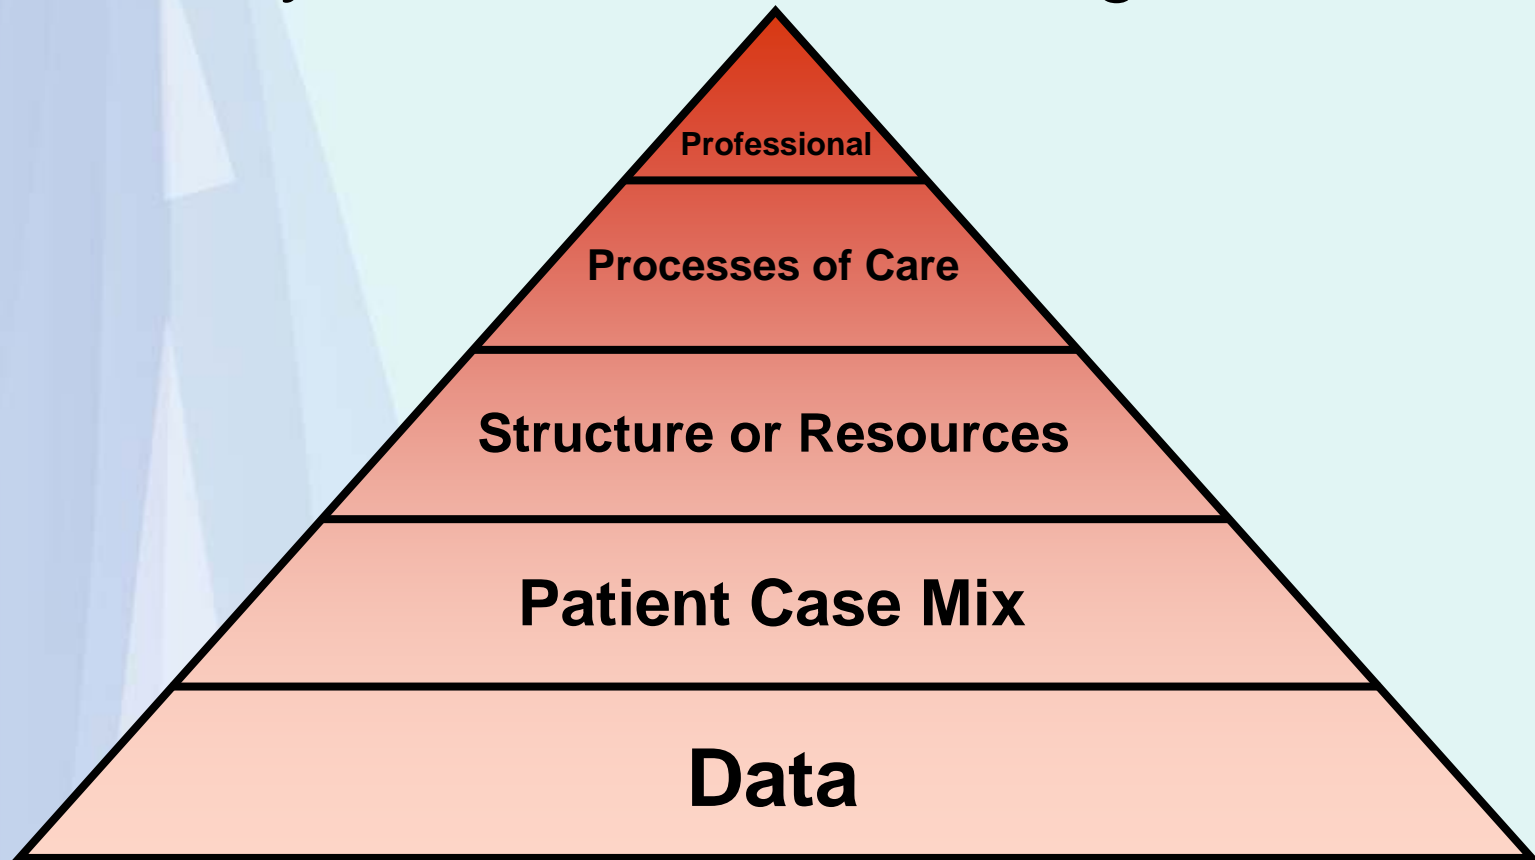 Professional
Processes of Care
Structure or Resources
Patient Case Mix
Data